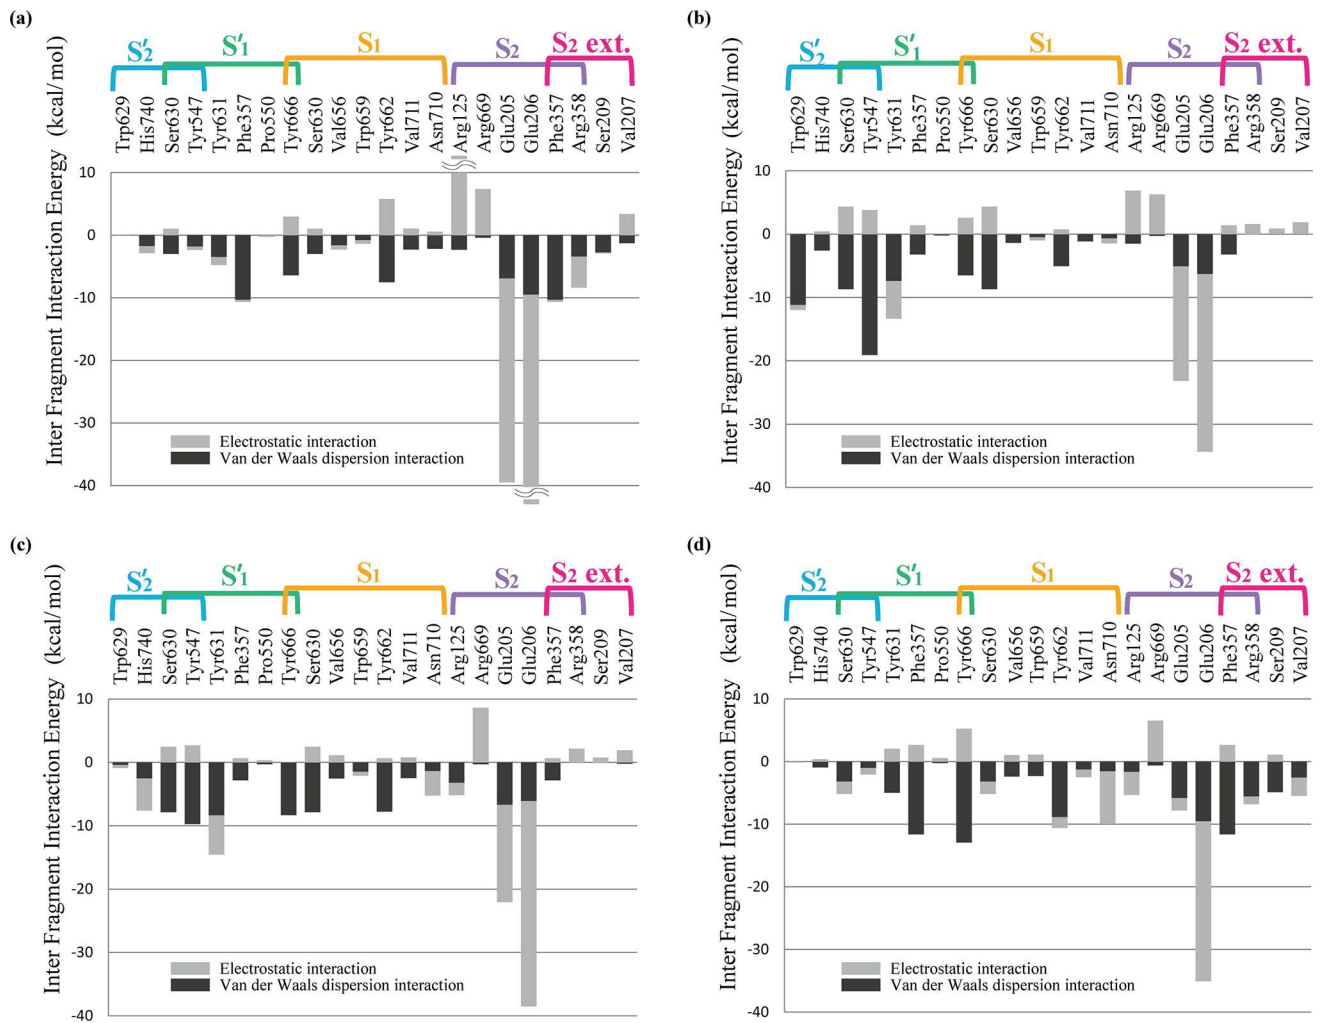 (a)
S′2 S′1 S1 S2 S2 ext.
Trp629 His740 Ser630 Tyr547 Tyr631 Phe357 Pro550 Tyr666 Ser630 Val656 Trp659 Tyr662 Val711 Asn710 Arg125 Arg669 Glu205 Glu206 Phe357 Arg358 Ser209 Val207
Inter Fragment Interaction Energy (kcal/mol)
10
0
-10
-20
-30
-40
Electrostatic interaction
Van der Waals dispersion interaction
(b)
S′2 S′1 S1 S2 S2 ext.
Trp629 His740 Ser630 Tyr547 Tyr631 Phe357 Pro550 Tyr666 Ser630 Val656 Trp659 Tyr662 Val711 Asn710 Arg125 Arg669 Glu205 Glu206 Phe357 Arg358 Ser209 Val207
Inter Fragment Interaction Energy (kcal/mol)
10
0
-10
-20
-30
-40
Electrostatic interaction
Van der Waals dispersion interaction
(c)
S′2 S′1 S1 S2 S2 ext.
Trp629 His740 Ser630 Tyr547 Tyr631 Phe357 Pro550 Tyr666 Ser630 Val656 Trp659 Tyr662 Val711 Asn710 Arg125 Arg669 Glu205 Glu206 Phe357 Arg358 Ser209 Val207
Inter Fragment Interaction Energy (kcal/mol)
10
0
-10
-20
-30
-40
Electrostatic interaction
Van der Waals dispersion interaction
(d)
S′2 S′1 S1 S2 S2 ext.
Trp629 His740 Ser630 Tyr547 Tyr631 Phe357 Pro550 Tyr666 Ser630 Val656 Trp659 Tyr662 Val711 Asn710 Arg125 Arg669 Glu205 Glu206 Phe357 Arg358 Ser209 Val207
Inter Fragment Interaction Energy (kcal/mol)
10
0
-10
-20
-30
-40
Electrostatic interaction
Van der Waals dispersion interaction